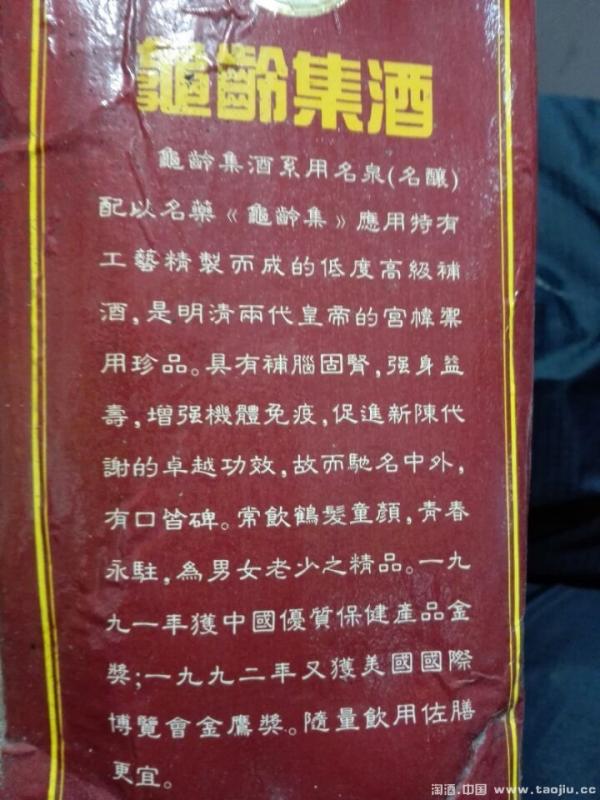 龜齡集酒
龜齡集酒系用名泉(名釀)
配以名藥《龜齡集》應用特有
工藝精製而成的低度高級補
酒,是明清兩代皇帝的宮幃禦
用珍品。具有補腦固腎,强身益
壽,增强機體免疫,促進新陳代
謝的卓越功效,故而馳名中外,
有口皆碑。常飲鶴髮童顔,青春
永駐,為男女老少之精品。一九
九一年獲中國優質保健產品金
獎;一九九二年又獲美國國際
博覽會金鷹獎。隨量飲用佐膳
更宜。
淘酒.中国 www.taojiu.cc